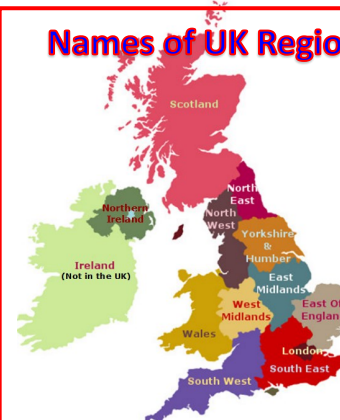 Names of UK Regio
Scotland
North
East
Northern
Ireland
North
West
Yorkshire
&
Humber
Ireland
(Not in the UK)
East
Midlands
West
Midlands
East Of
Englan
Wales
London
South East
South West